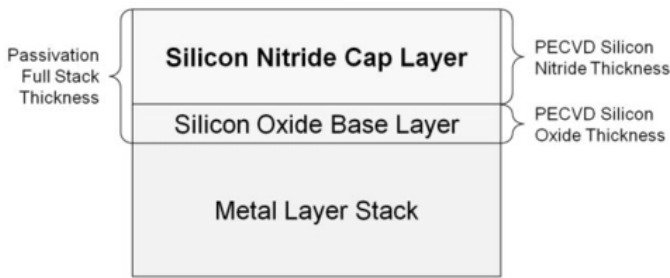 Passivation
Full Stack
Thickness
Silicon Nitride Cap Layer
PECVD Silicon
Nitride Thickness
Silicon Oxide Base Layer
PECVD Silicon
Oxide Thickness
Metal Layer Stack